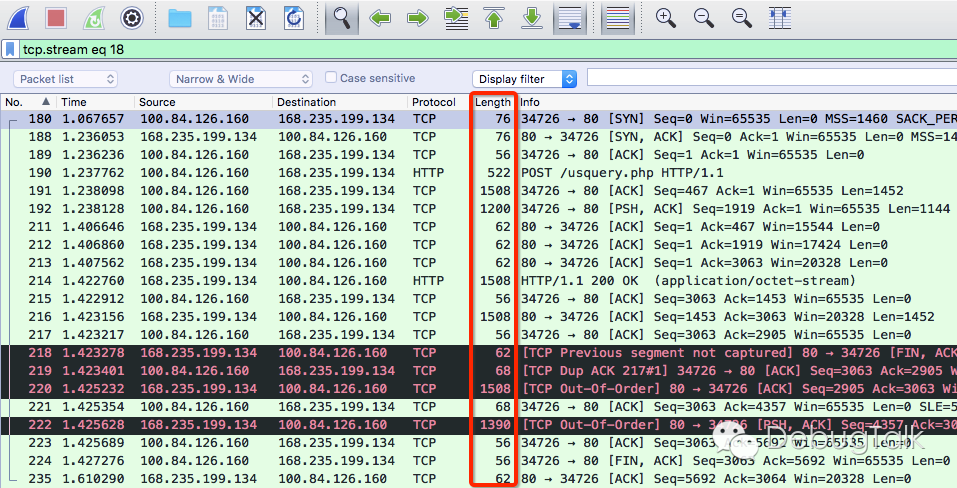 tcp.stream eq 18
Packet list Narrow & Wide Case sensitive Display filter
No. Time Source Destination Protocol Length Info
180 1.067657 100.84.126.160 168.235.199.134 TCP 76 34726 → 80 [SYN] Seq=0 Win=65535 Len=0 MSS=1460 SACK_PER
188 1.236053 168.235.199.134 100.84.126.160 TCP 76 80 → 34726 [SYN, ACK] Seq=0 Ack=1 Win=65535 Len=0 MSS=14
189 1.236236 100.84.126.160 168.235.199.134 TCP 56 34726 → 80 [ACK] Seq=1 Ack=1 Win=65535 Len=0
190 1.237762 100.84.126.160 168.235.199.134 HTTP 522 POST /usquery.php HTTP/1.1
191 1.238098 100.84.126.160 168.235.199.134 TCP 1508 34726 → 80 [ACK] Seq=467 Ack=1 Win=65535 Len=1452
192 1.238128 100.84.126.160 168.235.199.134 TCP 1200 34726 → 80 [PSH, ACK] Seq=1919 Ack=1 Win=65535 Len=1144
211 1.406646 168.235.199.134 100.84.126.160 TCP 62 80 → 34726 [ACK] Seq=1 Ack=467 Win=15544 Len=0
212 1.406860 168.235.199.134 100.84.126.160 TCP 62 80 → 34726 [ACK] Seq=1 Ack=1919 Win=17424 Len=0
213 1.407562 168.235.199.134 100.84.126.160 TCP 62 80 → 34726 [ACK] Seq=1 Ack=3063 Win=20328 Len=0
214 1.422760 168.235.199.134 100.84.126.160 HTTP 1508 HTTP/1.1 200 OK (application/octet-stream)
215 1.422912 100.84.126.160 168.235.199.134 TCP 56 34726 → 80 [ACK] Seq=3063 Ack=1453 Win=65535 Len=0
216 1.423156 168.235.199.134 100.84.126.160 TCP 1508 80 → 34726 [ACK] Seq=1453 Ack=3063 Win=20328 Len=1452
217 1.423217 100.84.126.160 168.235.199.134 TCP 56 34726 → 80 [ACK] Seq=3063 Ack=2905 Win=65535 Len=0
218 1.423278 168.235.199.134 100.84.126.160 TCP 62 [TCP Previous segment not captured] 80 → 34726 [FIN, ACK
219 1.423401 100.84.126.160 168.235.199.134 TCP 68 [TCP Dup ACK 217#1] 34726 → 80 [ACK] Seq=3063 Ack=2905 W
220 1.425232 168.235.199.134 100.84.126.160 TCP 1508 [TCP Out-Of-Order] 80 → 34726 [ACK] Seq=2905 Ack=3063 Wi
221 1.425354 100.84.126.160 168.235.199.134 TCP 68 34726 → 80 [ACK] Seq=3063 Ack=4357 Win=65535 Len=0 SLE=5
222 1.425628 168.235.199.134 100.84.126.160 TCP 1390 [TCP Out-Of-Order] 80 → 34726 [PSH, ACK] Seq=4357 Ack=30
223 1.425689 100.84.126.160 168.235.199.134 TCP 56 34726 → 80 [ACK] Seq=3063 Ack=5692 Win=65535 Len=0
224 1.427276 100.84.126.160 168.235.199.134 TCP 56 34726 → 80 [FIN, ACK] Seq=3063 Ack=5692 Win=65535 Len=0
235 1.610290 168.235.199.134 100.84.126.160 TCP 62 80 → 34726 [ACK] Seq=5692 Ack=3064 Win=20328 Len=0
DebugTalk